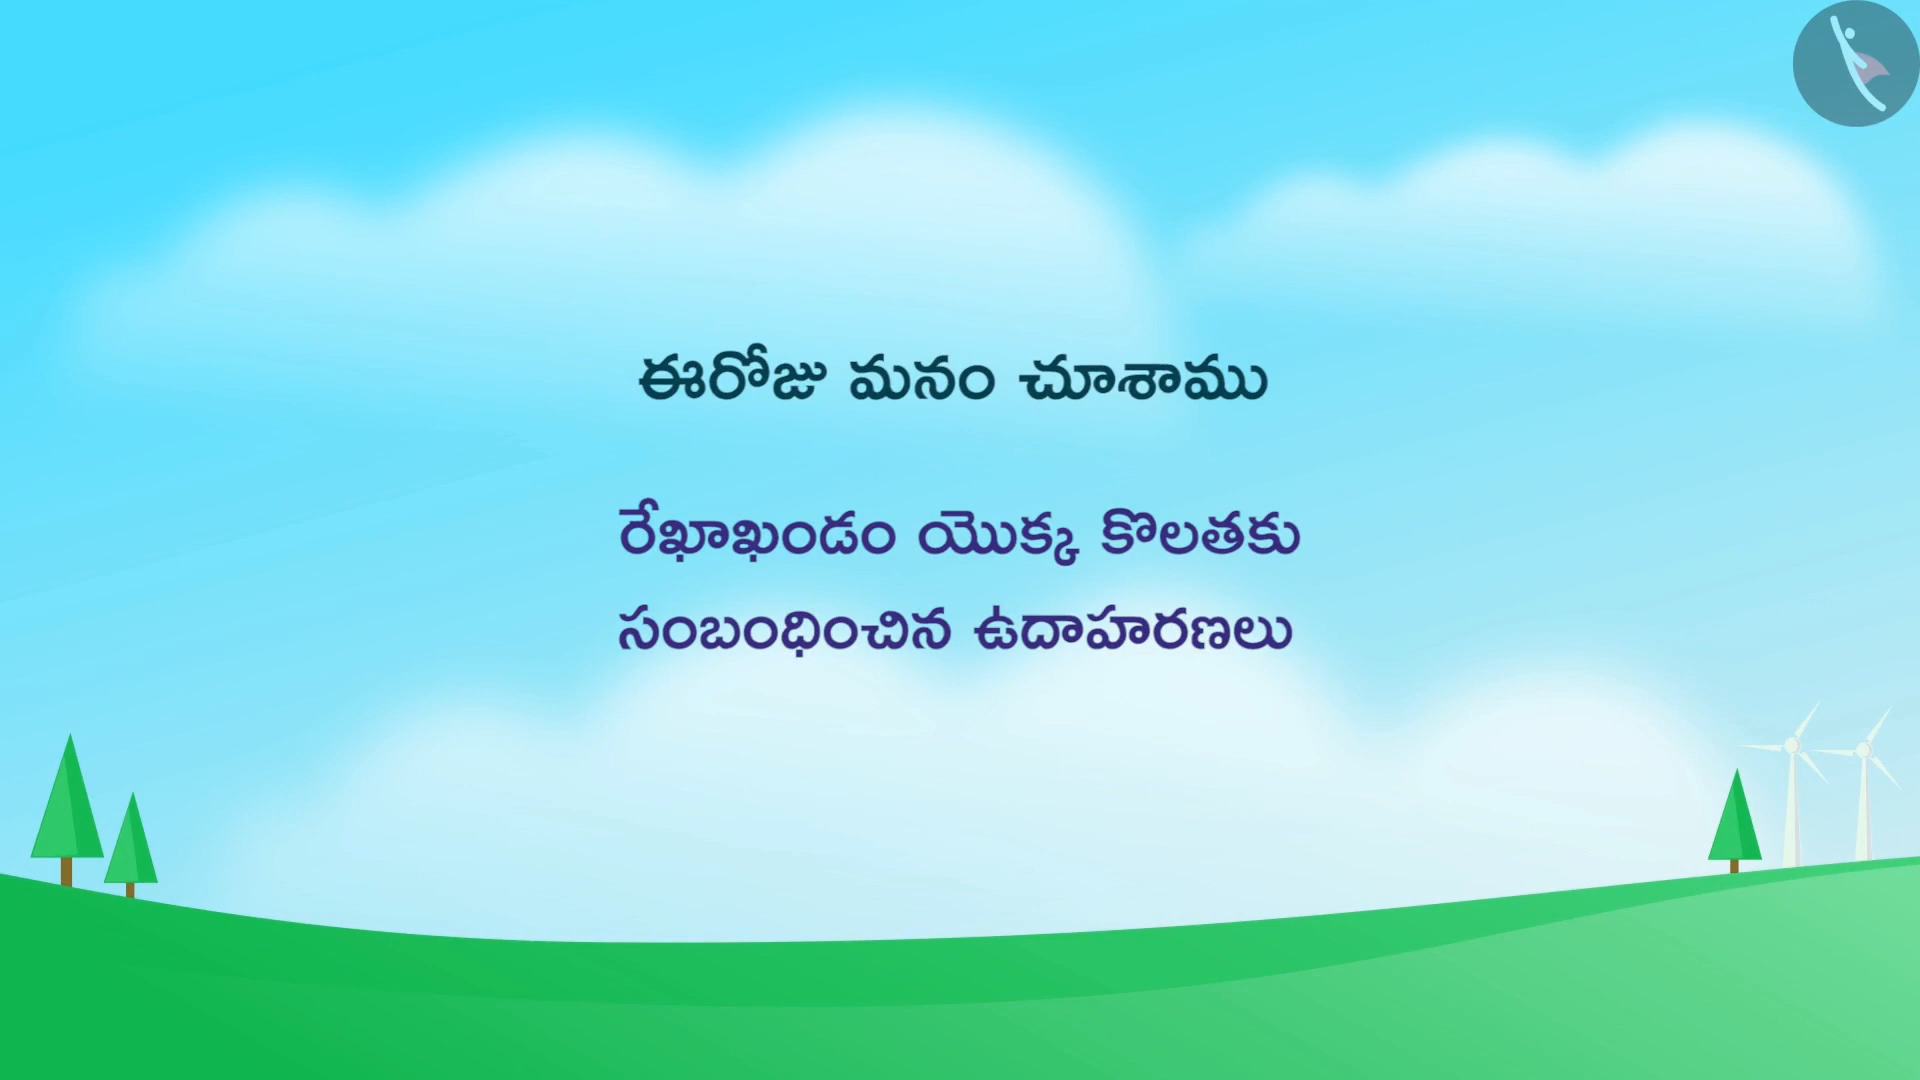 ఈరోజు మనం చూశాము
రేఖాఖండం యొక్క కొలతకు
సంబంధించిన ఉదాహరణలు